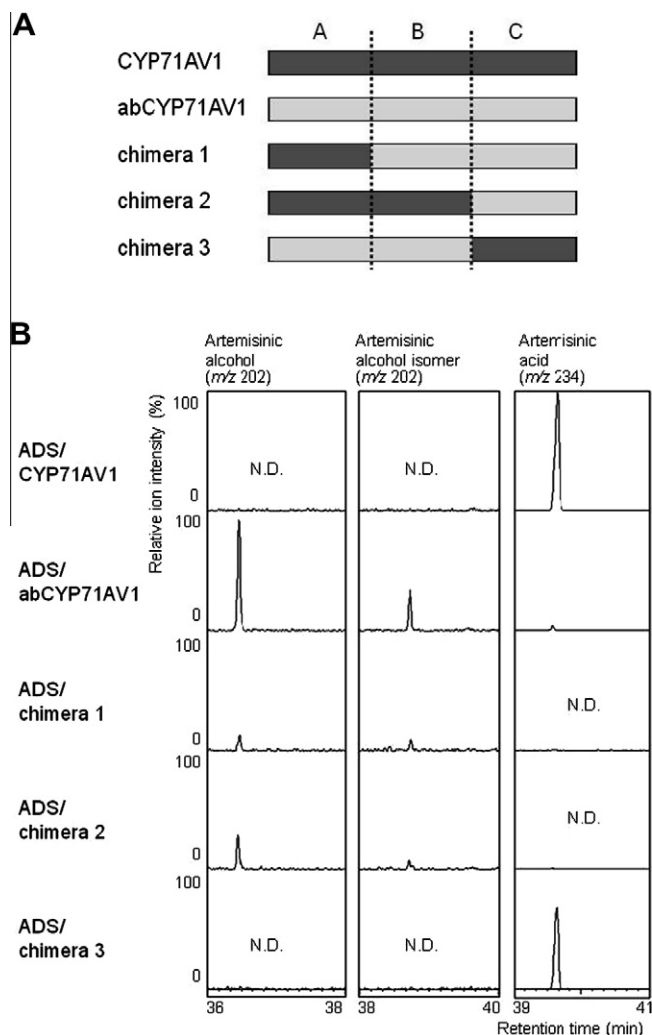 A
A B C
CYP71AV1
abCYP71AV1
chimera 1
chimera 2
chimera 3
B
Artemisinic
alcohol
(m/z 202)
Artemisinic
alcohol isomer
(m/z 202)
Artemisinic
acid
(m/z 234)
Relative ion intensity (%)
ADS/
CYP71AV1
100
0
N.D.
N.D.
ADS/
abCYP71AV1
100
0
ADS/
chimera 1
100
0
N.D.
ADS/
chimera 2
100
0
N.D.
ADS/
chimera 3
100
0
N.D.
N.D.
36 38 38 40 39 41
Retention time (min)